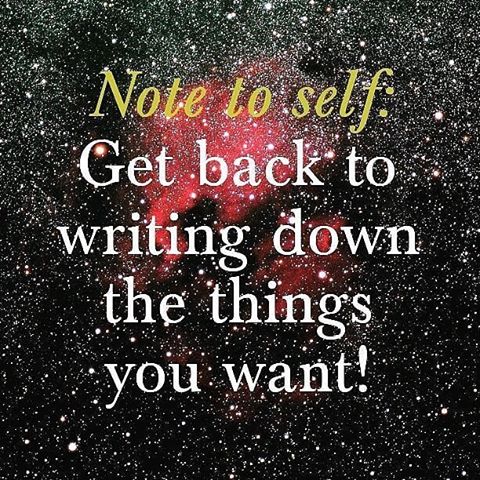 Note to self:
Get back to
writing down
the things
you want!